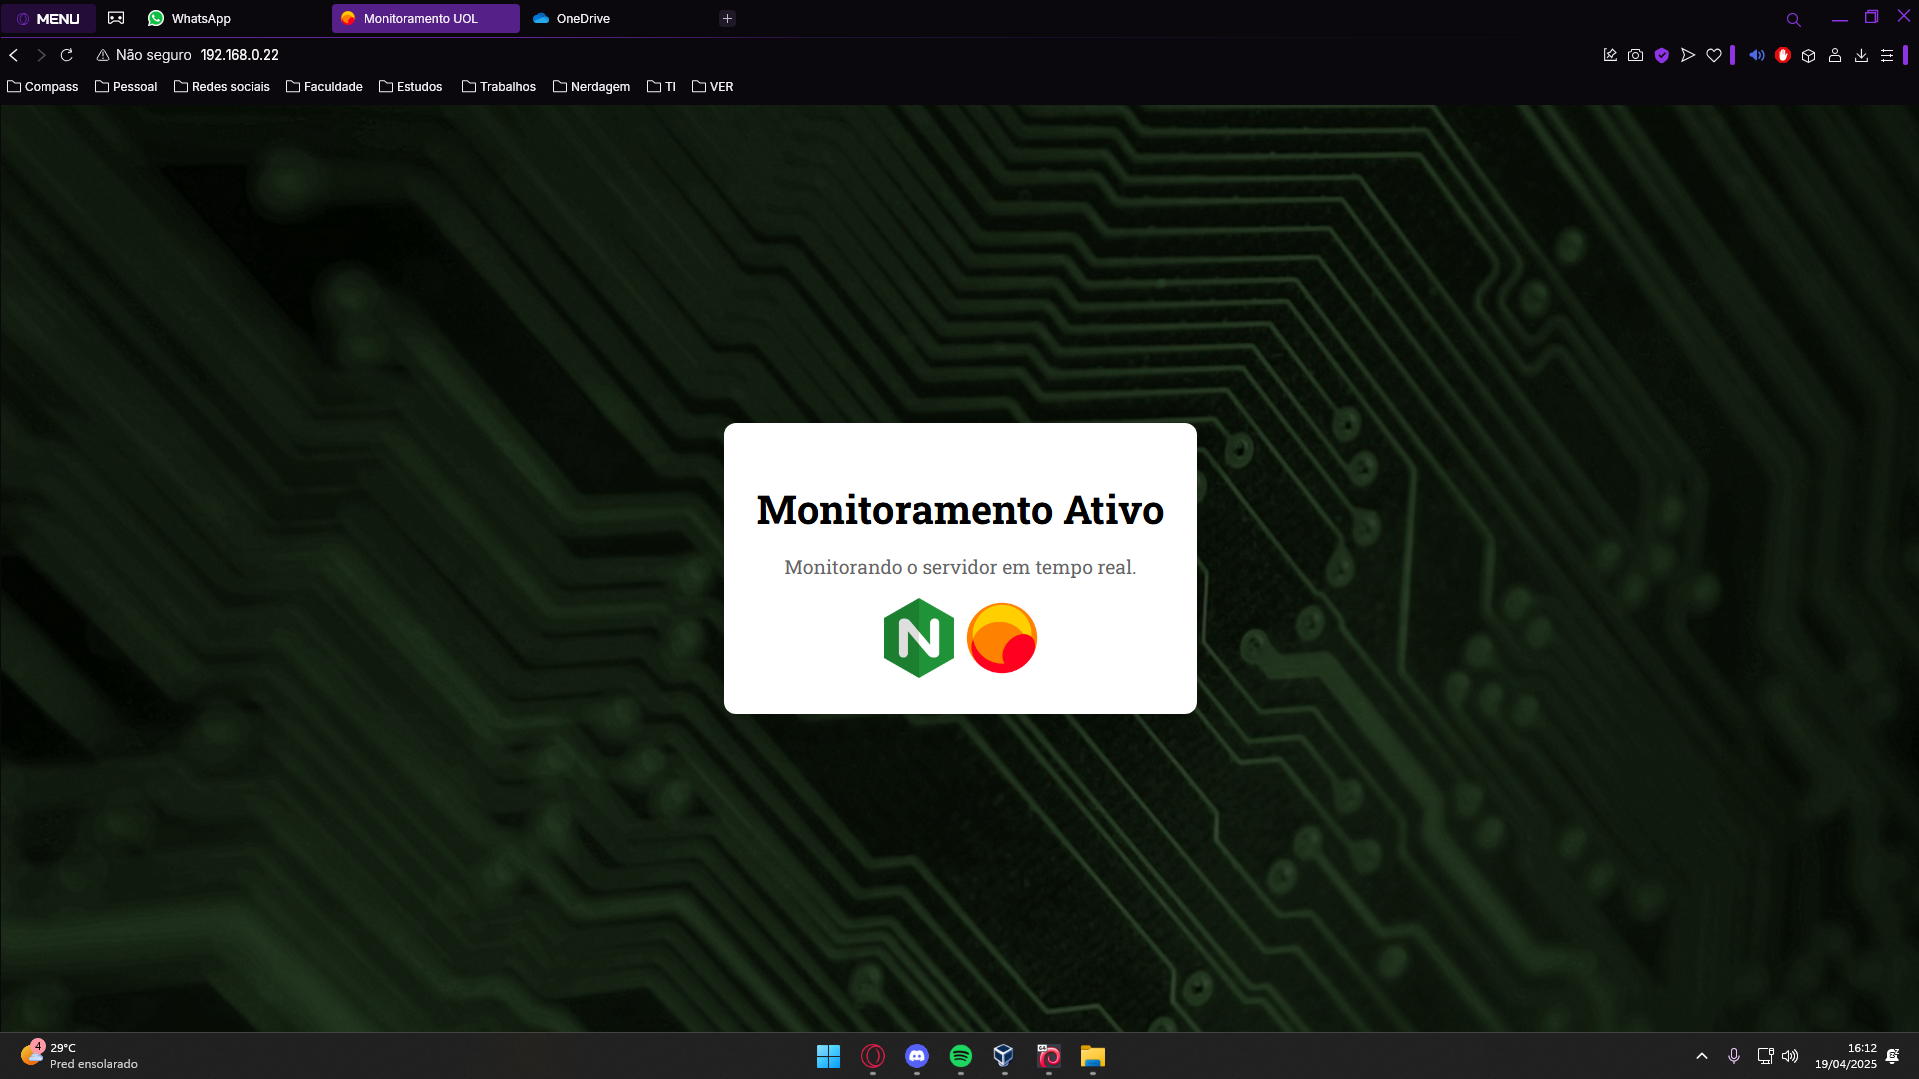 MENU
WhatsApp
Monitoramento UOL
OneDrive
Não seguro 192.168.0.22
Compass
Pessoal
Redes sociais
Faculdade
Estudos
Trabalhos
Nerdagem
TI
VER
Monitoramento Ativo
Monitorando o servidor em tempo real.
N
4
29°C
Pred ensolarado
64
16:12
19/04/2025